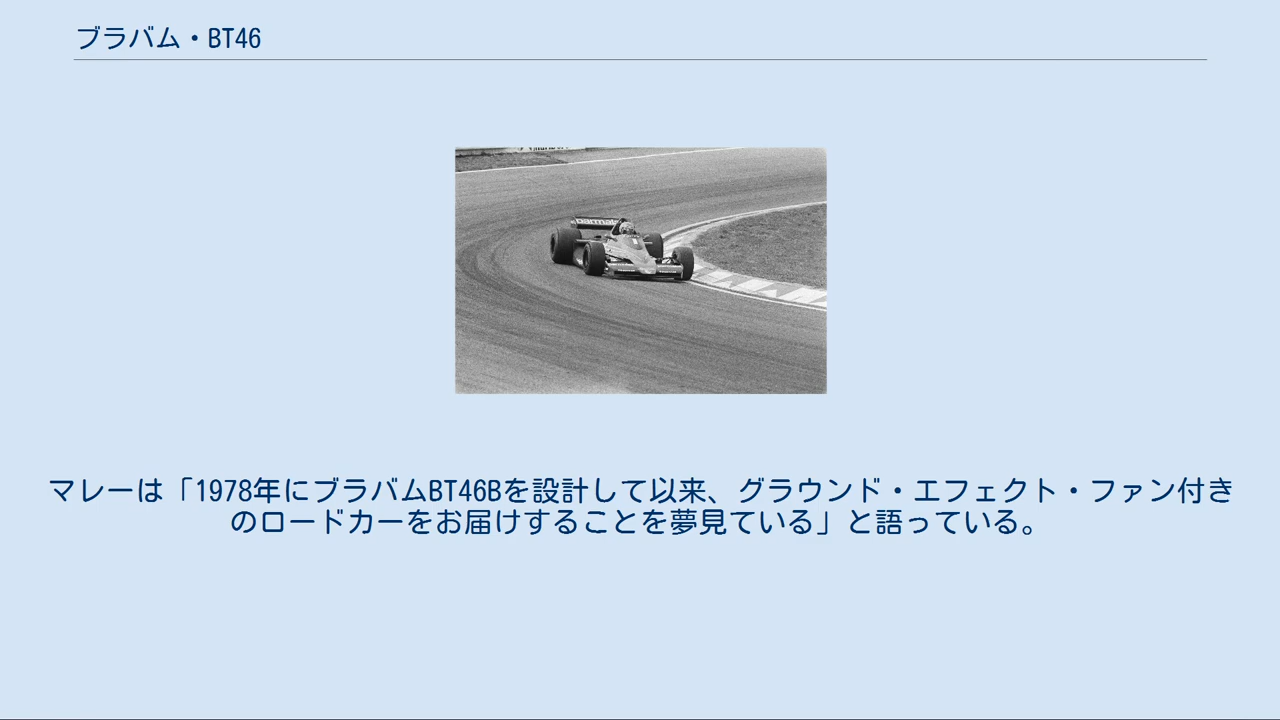 ブラバム・BT46
parmalat
マレーは「1978年にブラバムBT46Bを設計して以来、グラウンド・エフェクト・ファン付き
のロードカーをお届けすることを夢見ている」と語っている。